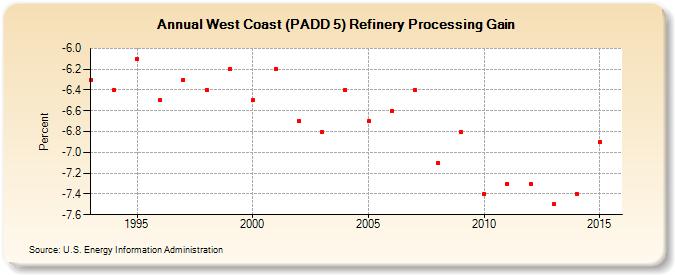 Annual West Coast (PADD 5) Refinery Processing Gain
Percent
-6.0
-6.2
-6.4
-6.6
-6.8
-7.0
-7.2
-7.4
-7.6
1995 2000 2005 2010 2015
Source: U.S. Energy Information Administration